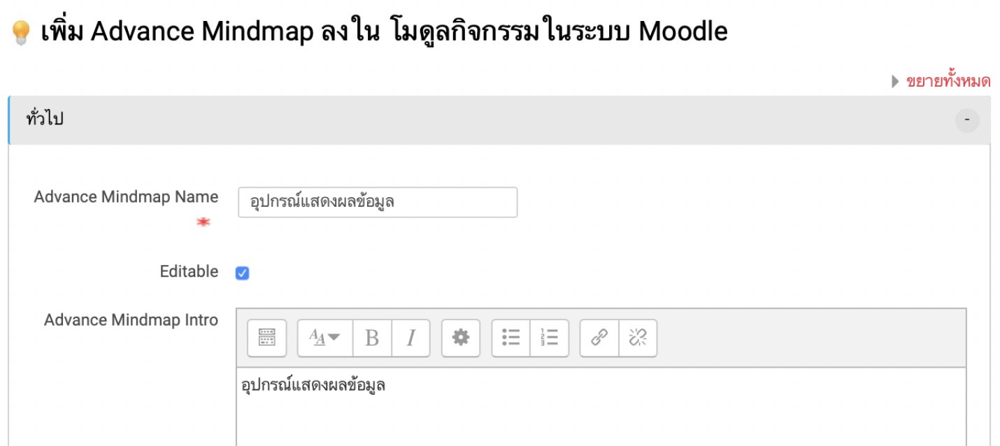 เพิ่ม Advance Mindmap ลงใน โมดูลกิจกรรมในระบบ Moodle
ขยายทั้งหมด
ทั่วไป
-
Advance Mindmap Name
อุปกรณ์แสดงผลข้อมูล
Editable
Advance Mindmap Intro
B I
อุปกรณ์แสดงผลข้อมูล